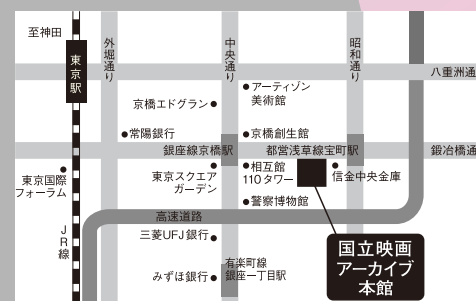 至神田
東京駅
外堀通り
中央通り
昭和通り
八重洲通
アーティゾン
美術館
京橋エドグラン
常陽銀行
京橋創生館
銀座線京橋駅
都営浅草線宝町駅
鍛冶橋通
東京国際
フォーラム
東京スクエア
ガーデン
相互館
110タワー
信金中央金庫
警察博物館
高速道路
JR線
三菱UFJ銀行
国立映画
アーカイブ
本館
みずほ銀行
有楽町線
銀座一丁目駅